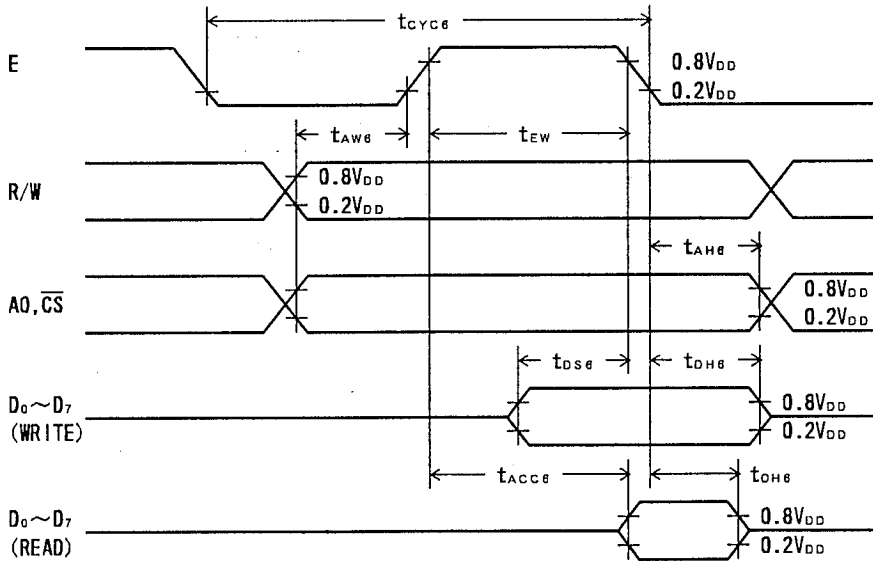 tCYC6
E
0.8VDD
0.2VDD
tAW6
tEW
R/W
0.8VDD
0.2VDD
tAH6
A0, C̅S̅
0.8VDD
0.2VDD
tDS6
tDH6
D0~D7
(WRITE)
0.8VDD
0.2VDD
tACC6
tOH6
D0~D7
(READ)
0.8VDD
0.2VDD